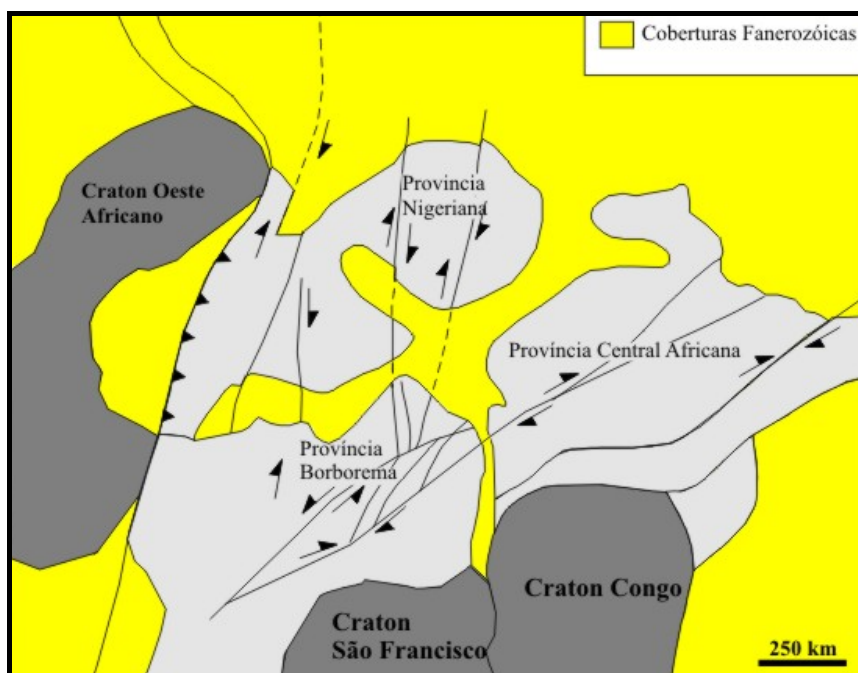 Coberturas Fanerozóicas
Craton Oeste
Africano
Provincia
Nigeriana
Província Central Africana
Província
Borborema
Craton Congo
Craton
São Francisco
250 km